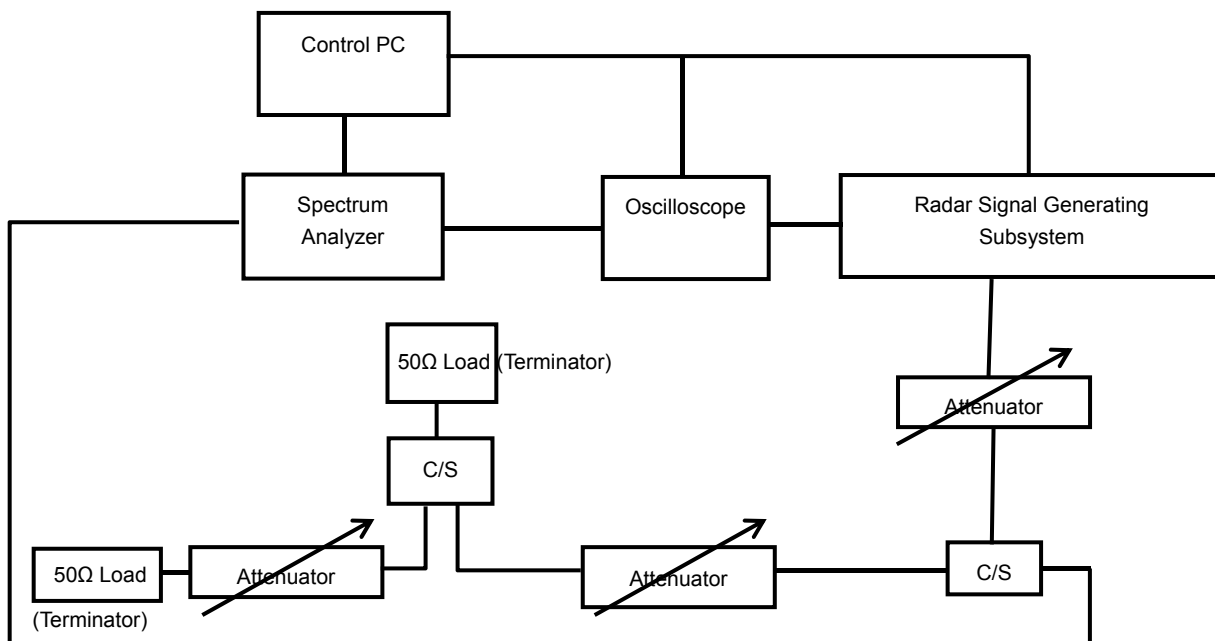 Control PC
Spectrum
Analyzer
Oscilloscope
Radar Signal Generating
Subsystem
50Ω Load (Terminator)
Attenuator
C/S
50Ω Load
(Terminator)
Attenuator
Attenuator
C/S